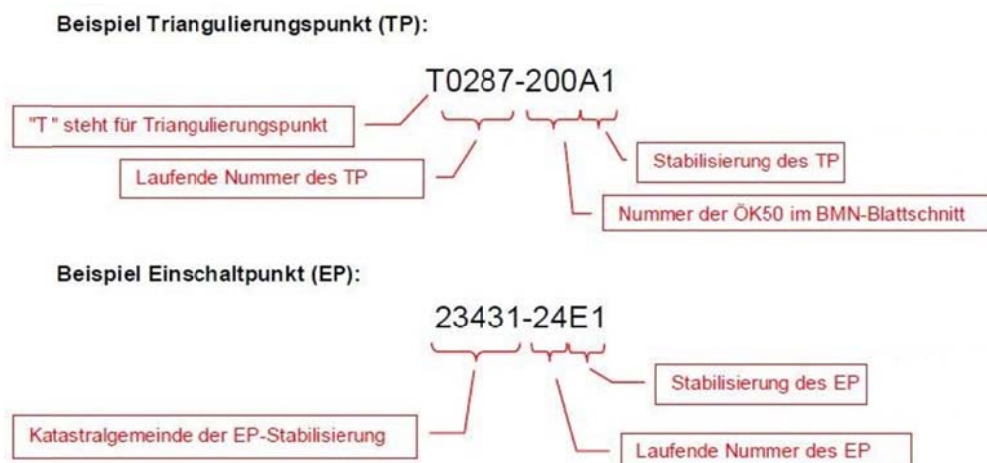 Beispiel Triangulierungspunkt (TP):
T0287-200A1
"T" steht für Triangulierungspunkt
Stabilisierung des TP
Laufende Nummer des TP
Nummer der ÖK50 im BMN-Blattschnitt
Beispiel Einschaltpunkt (EP):
23431-24E1
Stabilisierung des EP
Katastralgemeinde der EP-Stabilisierung
Laufende Nummer des EP